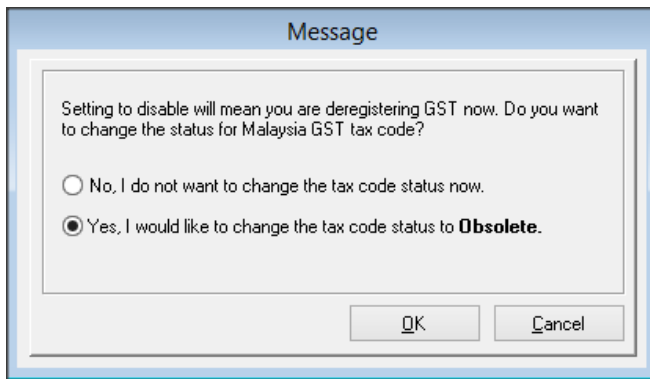 Message
Setting to disable will mean you are deregistering GST now. Do you want
to change the status for Malaysia GST tax code?
No, I do not want to change the tax code status now.
Yes, I would like to change the tax code status to Obsolete.
OK
Cancel